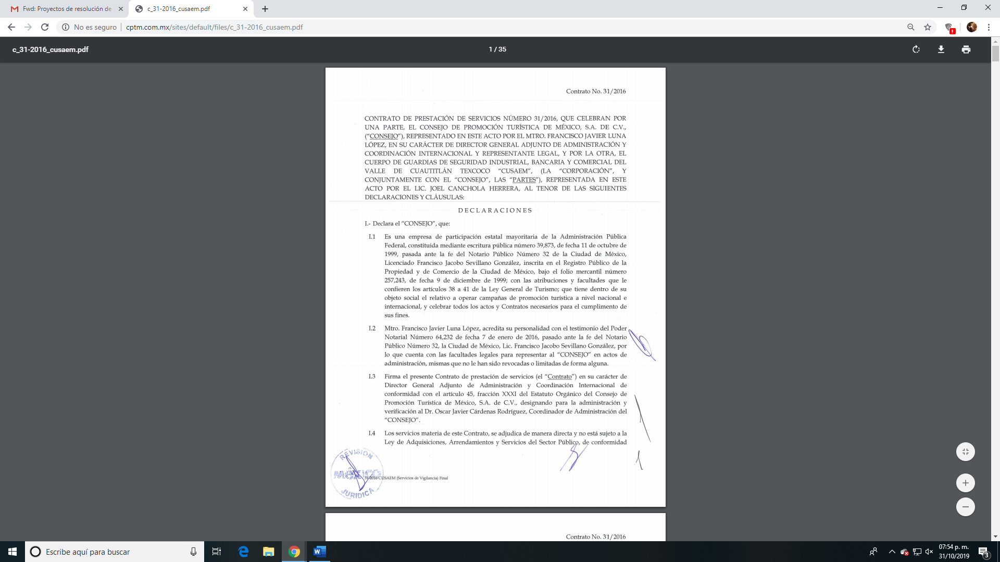 Fwd: Proyectos de resolución de
c_31-2016_cusaem.pdf
No es seguro
cptm.com.mx/sites/default/files/c_31-2016_cusaem.pdf
c_31-2016_cusaem.pdf
1 / 35
Contrato No. 31/2016
CONTRATO DE PRESTACIÓN DE SERVICIOS NÚMERO 31/2016, QUE CELEBRAN POR
UNA PARTE, EL CONSEJO DE PROMOCIÓN TURÍSTICA DE MÉXICO, S.A. DE C.V.,
(“CONSEJO”), REPRESENTADO EN ESTE ACTO POR EL MTRO. FRANCISCO JAVIER LUNA
LÓPEZ, EN SU CARÁCTER DE DIRECTOR GENERAL ADJUNTO DE ADMINISTRACIÓN Y
COORDINACIÓN INTERNACIONAL Y REPRESENTANTE LEGAL, Y POR LA OTRA, EL
CUERPO DE GUARDIAS DE SEGURIDAD INDUSTRIAL, BANCARIA Y COMERCIAL DEL
VALLE DE CUAUTITLÁN TEXCOCO “CUSAEM”, (LA “CORPORACIÓN”, Y
CONJUNTAMENTE CON EL “CONSEJO”, LAS “PARTES”), REPRESENTADA EN ESTE
ACTO POR EL LIC. JOEL CANCHOLA HERRERA, AL TENOR DE LAS SIGUIENTES
DECLARACIONES Y CLÁUSULAS:
DECLARACIONES
I.- Declara el “CONSEJO”, que:
I.1 Es una empresa de participación estatal mayoritaria de la Administración Pública
Federal, constituida mediante escritura pública número 39,873, de fecha 11 de octubre de
1999, pasada ante la fe del Notario Público Número 32 de la Ciudad de México,
Licenciado Francisco Jacobo Sevillano González, inscrita en el Registro Público de la
Propiedad y de Comercio de la Ciudad de México, bajo el folio mercantil número
257,243, de fecha 9 de diciembre de 1999; con las atribuciones y facultades que le
confieren los artículos 38 a 41 de la Ley General de Turismo; que tiene dentro de su
objeto social el relativo a operar campañas de promoción turística a nivel nacional e
internacional, y celebrar todos los actos y Contratos necesarios para el cumplimento de
sus fines.
I.2 Mtro. Francisco Javier Luna López, acredita su personalidad con el testimonio del Poder
Notarial Número 64,232 de fecha 7 de enero de 2016, pasado ante la fe del Notario
Público Número 32, la Ciudad de México, Lic. Francisco Jacobo Sevillano González, por
lo que cuenta con las facultades legales para representar al “CONSEJO” en actos de
administración, mismas que no le han sido revocadas o limitadas de forma alguna.
I.3 Firma el presente Contrato de prestación de servicios (el “Contrato”) en su carácter de
Director General Adjunto de Administración y Coordinación Internacional de
conformidad con el artículo 45, fracción XXXI del Estatuto Orgánico del Consejo de
Promoción Turística de México, S.A. de C.V., designando para la administración y
verificación al Dr. Oscar Javier Cárdenas Rodríguez, Coordinador de Administración del
“CONSEJO”.
I.4 Los servicios materia de este Contrato, se adjudica de manera directa y no está sujeto a la
Ley de Adquisiciones, Arrendamientos y Servicios del Sector Público, de conformidad
REVISION
MÉXICO
JURIDICA
31-2016 CUSAEM (Servicios de Vigilancia) Final
1
Contrato No. 31/2016
Escribe aquí para buscar
07:54 p. m.
31/10/2019
3